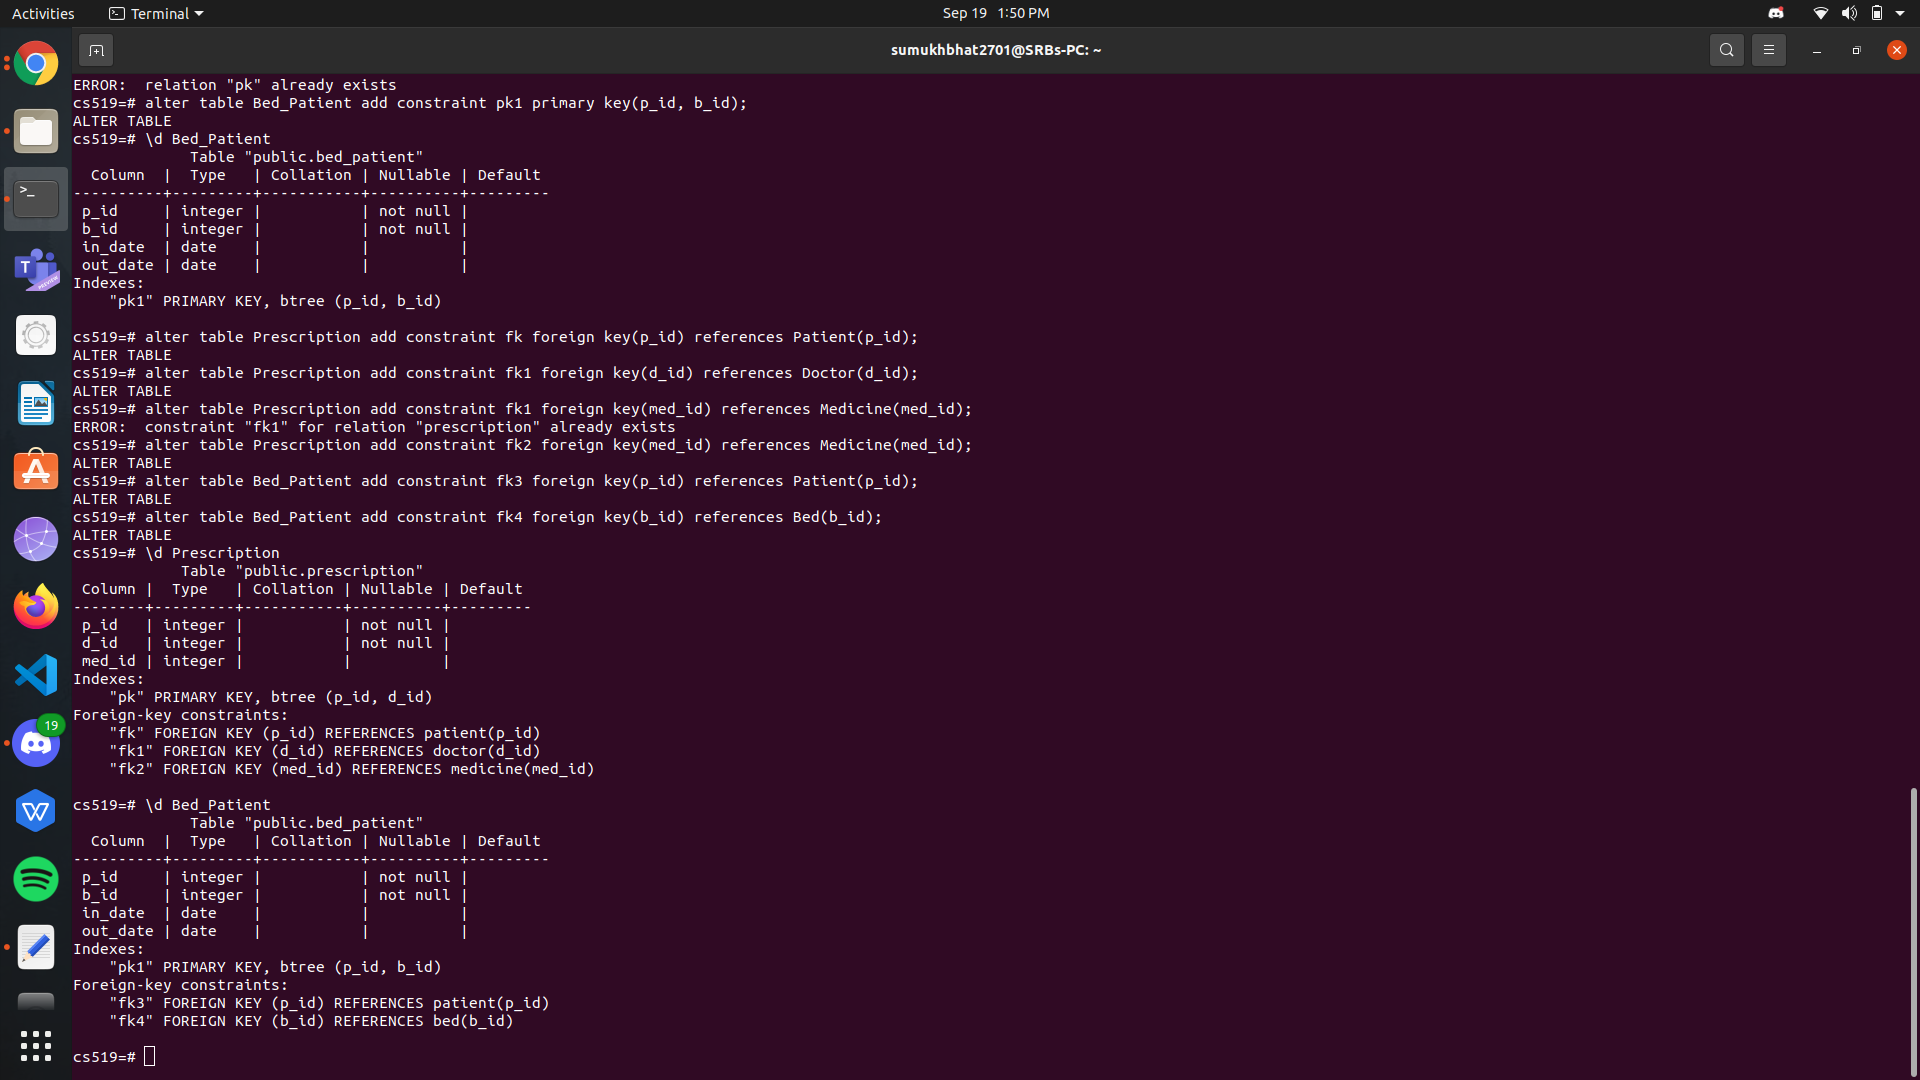 Activities
Terminal
Sep 19 1:50 PM
sumukhbhat2701@SRBs-PC: ~
ERROR:  relation "pk" already exists
cs519=# alter table Bed_Patient add constraint pk1 primary key(p_id, b_id);
ALTER TABLE
cs519=# \d Bed_Patient
             Table "public.bed_patient"
  Column  |  Type   | Collation | Nullable | Default
----------+---------+-----------+----------+---------
 p_id     | integer |           | not null |
 b_id     | integer |           | not null |
 in_date  | date    |           |          |
 out_date | date    |           |          |
Indexes:
    "pk1" PRIMARY KEY, btree (p_id, b_id)
cs519=# alter table Prescription add constraint fk foreign key(p_id) references Patient(p_id);
ALTER TABLE
cs519=# alter table Prescription add constraint fk1 foreign key(d_id) references Doctor(d_id);
ALTER TABLE
cs519=# alter table Prescription add constraint fk1 foreign key(med_id) references Medicine(med_id);
ERROR:  constraint "fk1" for relation "prescription" already exists
cs519=# alter table Prescription add constraint fk2 foreign key(med_id) references Medicine(med_id);
ALTER TABLE
cs519=# alter table Bed_Patient add constraint fk3 foreign key(p_id) references Patient(p_id);
ALTER TABLE
cs519=# alter table Bed_Patient add constraint fk4 foreign key(b_id) references Bed(b_id);
ALTER TABLE
cs519=# \d Prescription
            Table "public.prescription"
 Column |  Type   | Collation | Nullable | Default
--------+---------+-----------+----------+---------
 p_id   | integer |           | not null |
 d_id   | integer |           | not null |
 med_id | integer |           |          |
Indexes:
    "pk" PRIMARY KEY, btree (p_id, d_id)
Foreign-key constraints:
    "fk" FOREIGN KEY (p_id) REFERENCES patient(p_id)
    "fk1" FOREIGN KEY (d_id) REFERENCES doctor(d_id)
    "fk2" FOREIGN KEY (med_id) REFERENCES medicine(med_id)
cs519=# \d Bed_Patient
             Table "public.bed_patient"
  Column  |  Type   | Collation | Nullable | Default
----------+---------+-----------+----------+---------
 p_id     | integer |           | not null |
 b_id     | integer |           | not null |
 in_date  | date    |           |          |
 out_date | date    |           |          |
Indexes:
    "pk1" PRIMARY KEY, btree (p_id, b_id)
Foreign-key constraints:
    "fk3" FOREIGN KEY (p_id) REFERENCES patient(p_id)
    "fk4" FOREIGN KEY (b_id) REFERENCES bed(b_id)
cs519=#
>_
T
PREVIEW
19